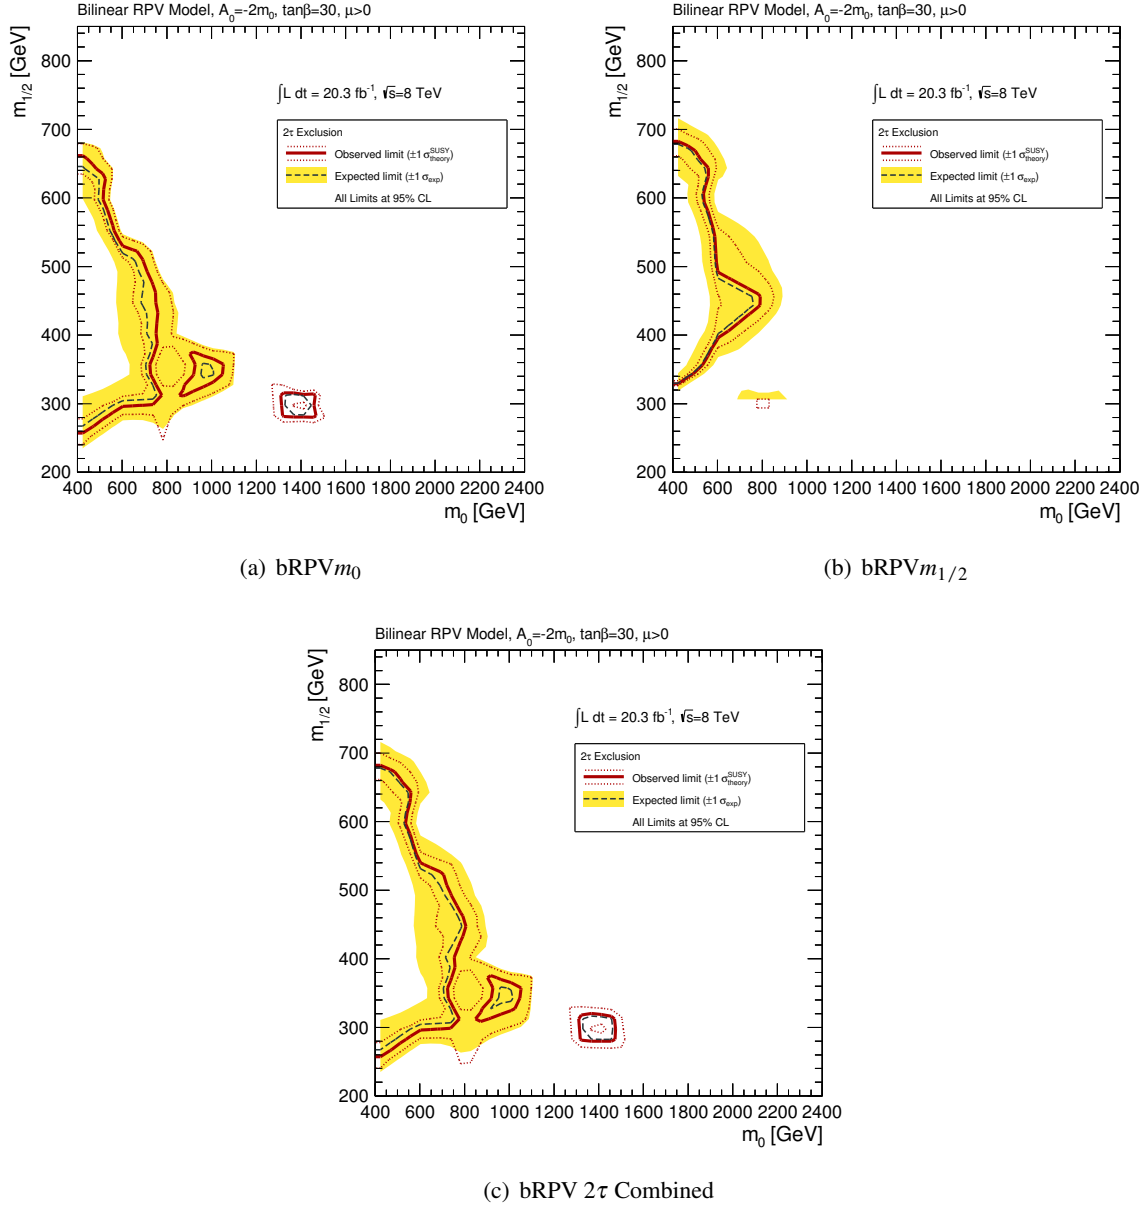 Bilinear RPV Model, A0=-2m0, tanβ=30, μ>0
m1/2 [GeV]
∫L dt = 20.3 fb-1, √s=8 TeV
2τ Exclusion
Observed limit (±1 σSUSYtheory)
Expected limit (±1 σexp)
All Limits at 95% CL
800
700
600
500
400
300
200
400 600 800 1000 1200 1400 1600 1800 2000 2200 2400
m0 [GeV]
(a) bRPVm0
Bilinear RPV Model, A0=-2m0, tanβ=30, μ>0
m1/2 [GeV]
∫L dt = 20.3 fb-1, √s=8 TeV
2τ Exclusion
Observed limit (±1 σSUSYtheory)
Expected limit (±1 σexp)
All Limits at 95% CL
800
700
600
500
400
300
200
400 600 800 1000 1200 1400 1600 1800 2000 2200 2400
m0 [GeV]
(b) bRPVm1/2
Bilinear RPV Model, A0=-2m0, tanβ=30, μ>0
m1/2 [GeV]
∫L dt = 20.3 fb-1, √s=8 TeV
2τ Exclusion
Observed limit (±1 σSUSYtheory)
Expected limit (±1 σexp)
All Limits at 95% CL
800
700
600
500
400
300
200
400 600 800 1000 1200 1400 1600 1800 2000 2200 2400
m0 [GeV]
(c) bRPV 2τ Combined